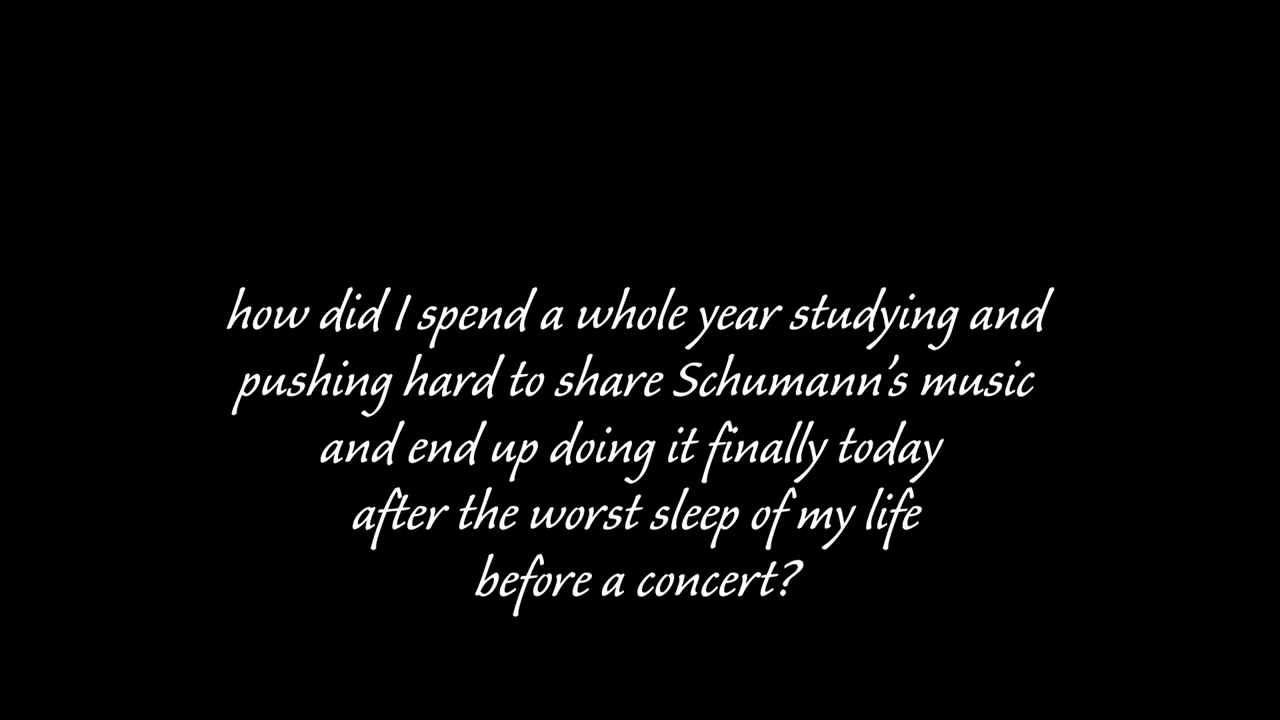 how did I spend a whole year studying and
pushing hard to share Schumann's music
and end up doing it finally today
after the worst sleep of my life
before a concert?